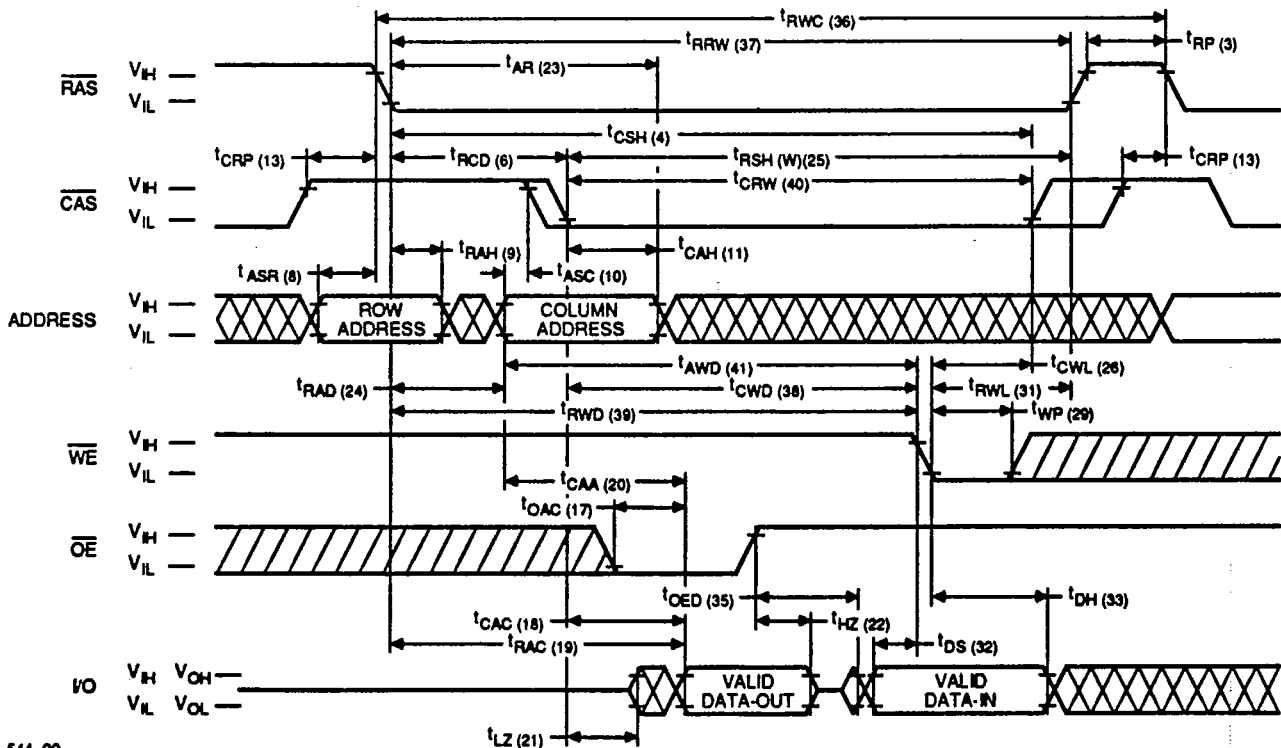 tRWC (36)
tRRW (37)
tRP (3)
tAR (23)
RAS VIH
VIL
tCSH (4)
tCRP (13) tRCD (6) tRSH (W)(25) tCRP (13)
tCRW (40)
CAS VIH
VIL
tRAH (9) tCAH (11)
tASR (8) tASC (10)
ADDRESS VIH
VIL
ROW ADDRESS
COLUMN ADDRESS
tAWD (41) tCWL (26)
tRAD (24) tCWD (38) tRWL (31)
tRWD (39) tWP (29)
WE VIH
VIL
tCAA (20)
tOAC (17)
OE VIH
VIL
tOED (35) tDH (33)
tCAC (18) tHZ (22)
tRAC (19) tDS (32)
I/O VIH VOH
VIL VOL
VALID DATA-OUT
VALID DATA-IN
tLZ (21)